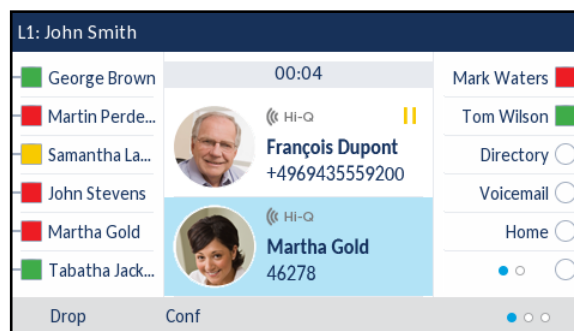 L1: John Smith
George Brown
Martin Perde...
Samantha La...
John Stevens
Martha Gold
Tabatha Jack...
00:04
Hi-Q
François Dupont
+4969435559200
Hi-Q
Martha Gold
46278
Mark Waters
Tom Wilson
Directory
Voicemail
Home
Drop
Conf